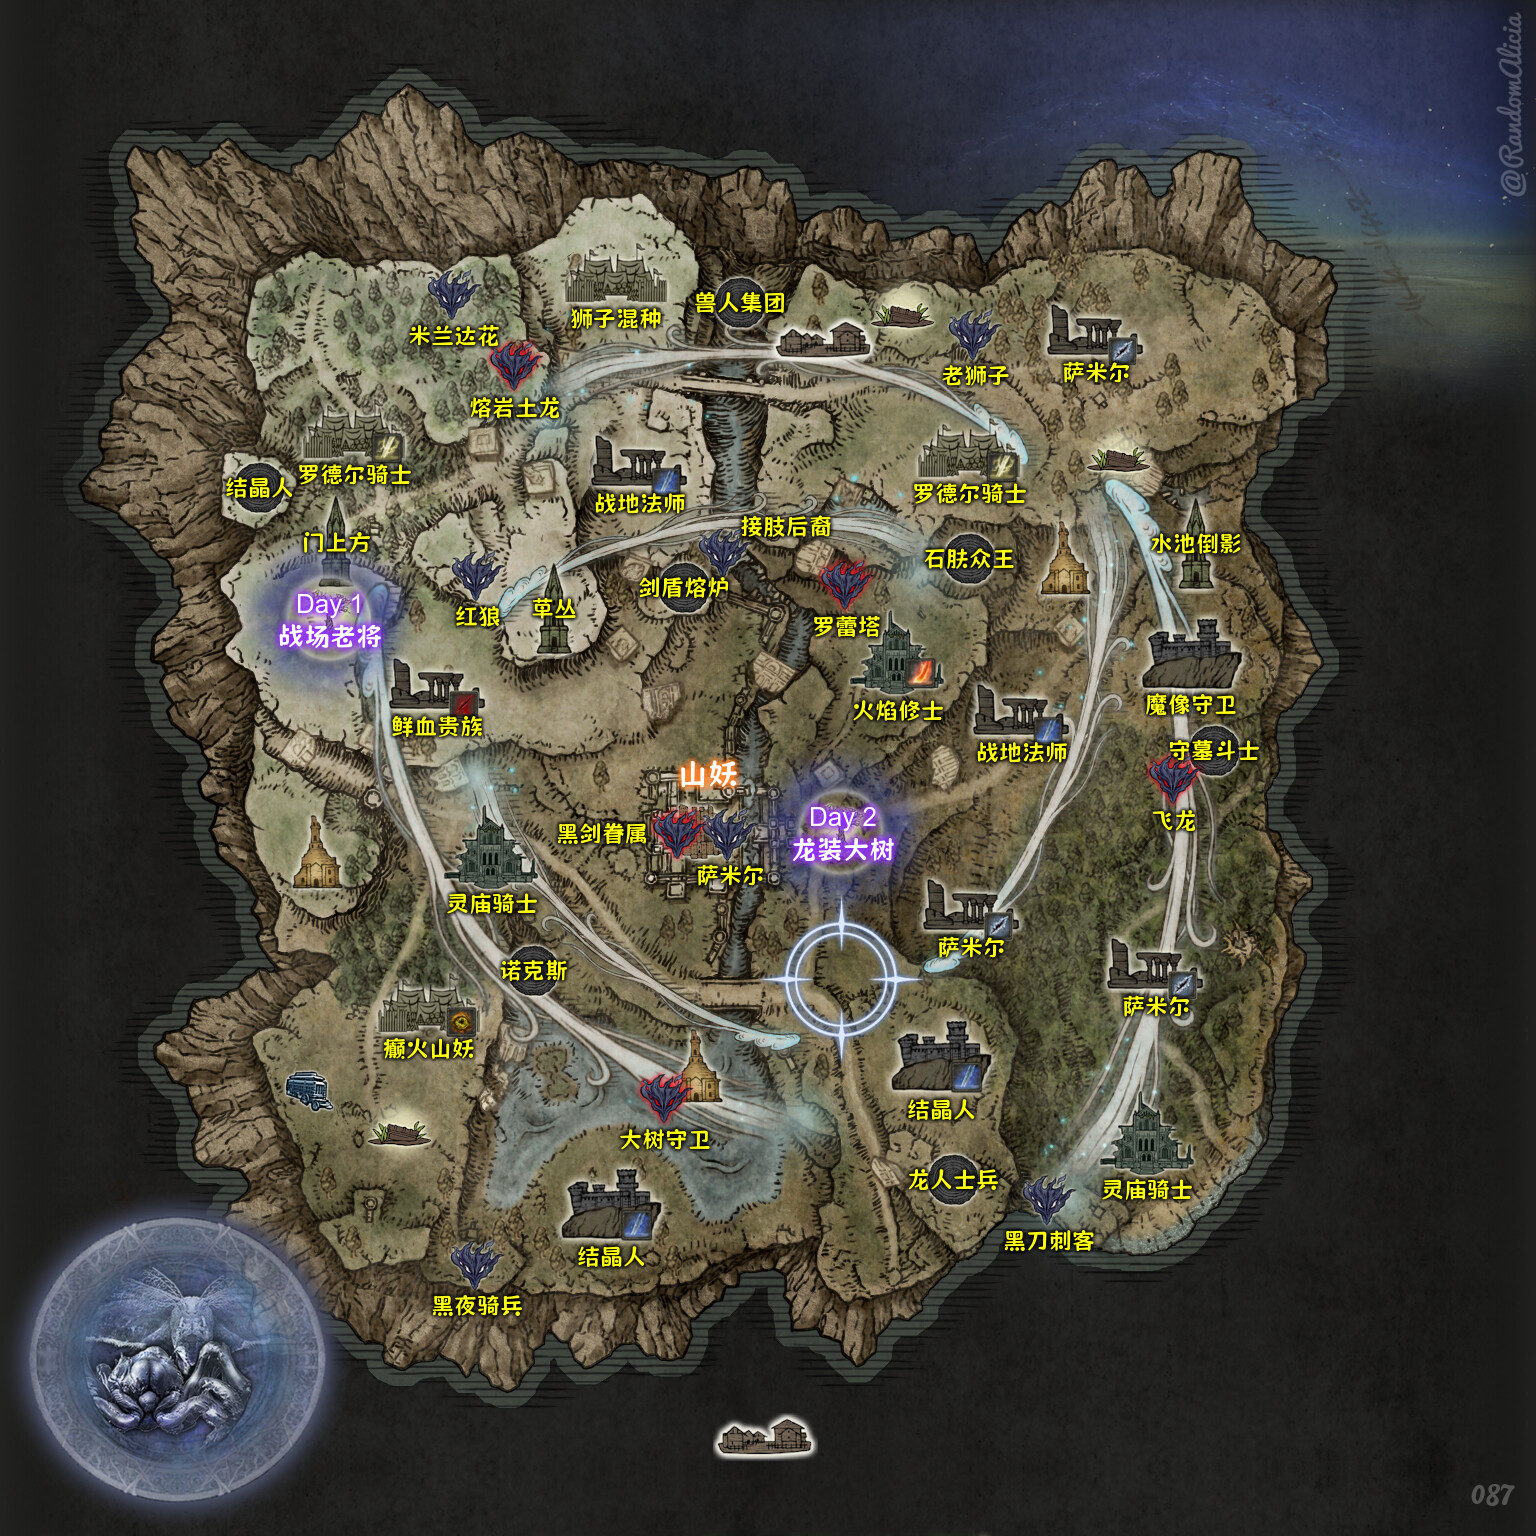 @RandomAlicia
米兰达花
狮子混种
兽人集团
老狮子
萨米尔
熔岩土龙
结晶人
罗德尔骑士
战地法师
罗德尔骑士
门上方
接肢后裔
石肤众王
水池倒影
Day 1
战场老将
红狼
草丛
剑盾熔炉
罗蕾塔
鲜血贵族
火焰修士
战地法师
魔像守卫
守墓斗士
山妖
飞龙
黑剑眷属
萨米尔
Day 2
龙装大树
灵庙骑士
诺克斯
萨米尔
萨米尔
癫火山妖
大树守卫
结晶人
龙人士兵
灵庙骑士
黑刀刺客
结晶人
黑夜骑兵
087